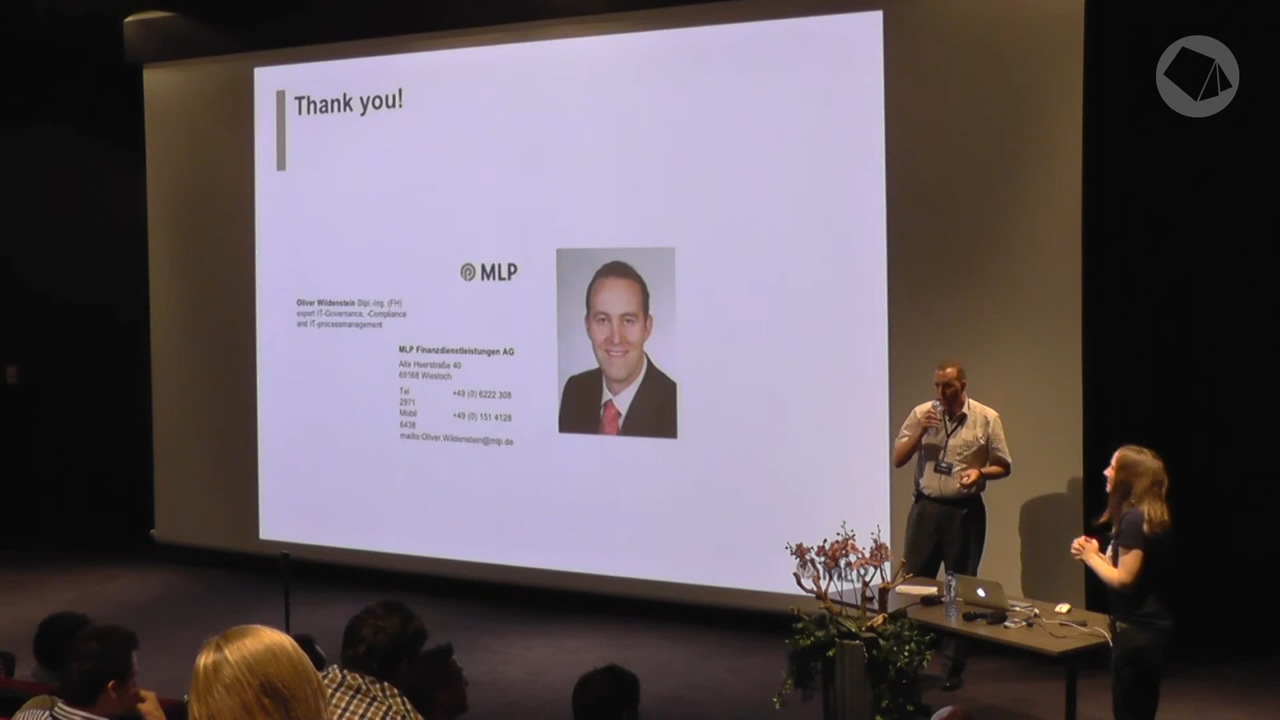 Thank you!
MLP
Oliver Wildenstein Dipl.-Ing. (FH)
expert IT-Governance, -Compliance
and IT-processmanagement
MLP Finanzdienstleistungen AG
Alte Heerstraße 40
69168 Wiesloch
Tel +49 (0) 6222 308
2971
Mobil +49 (0) 151 4128
6438
mailto:Oliver.Wildenstein@mlp.de